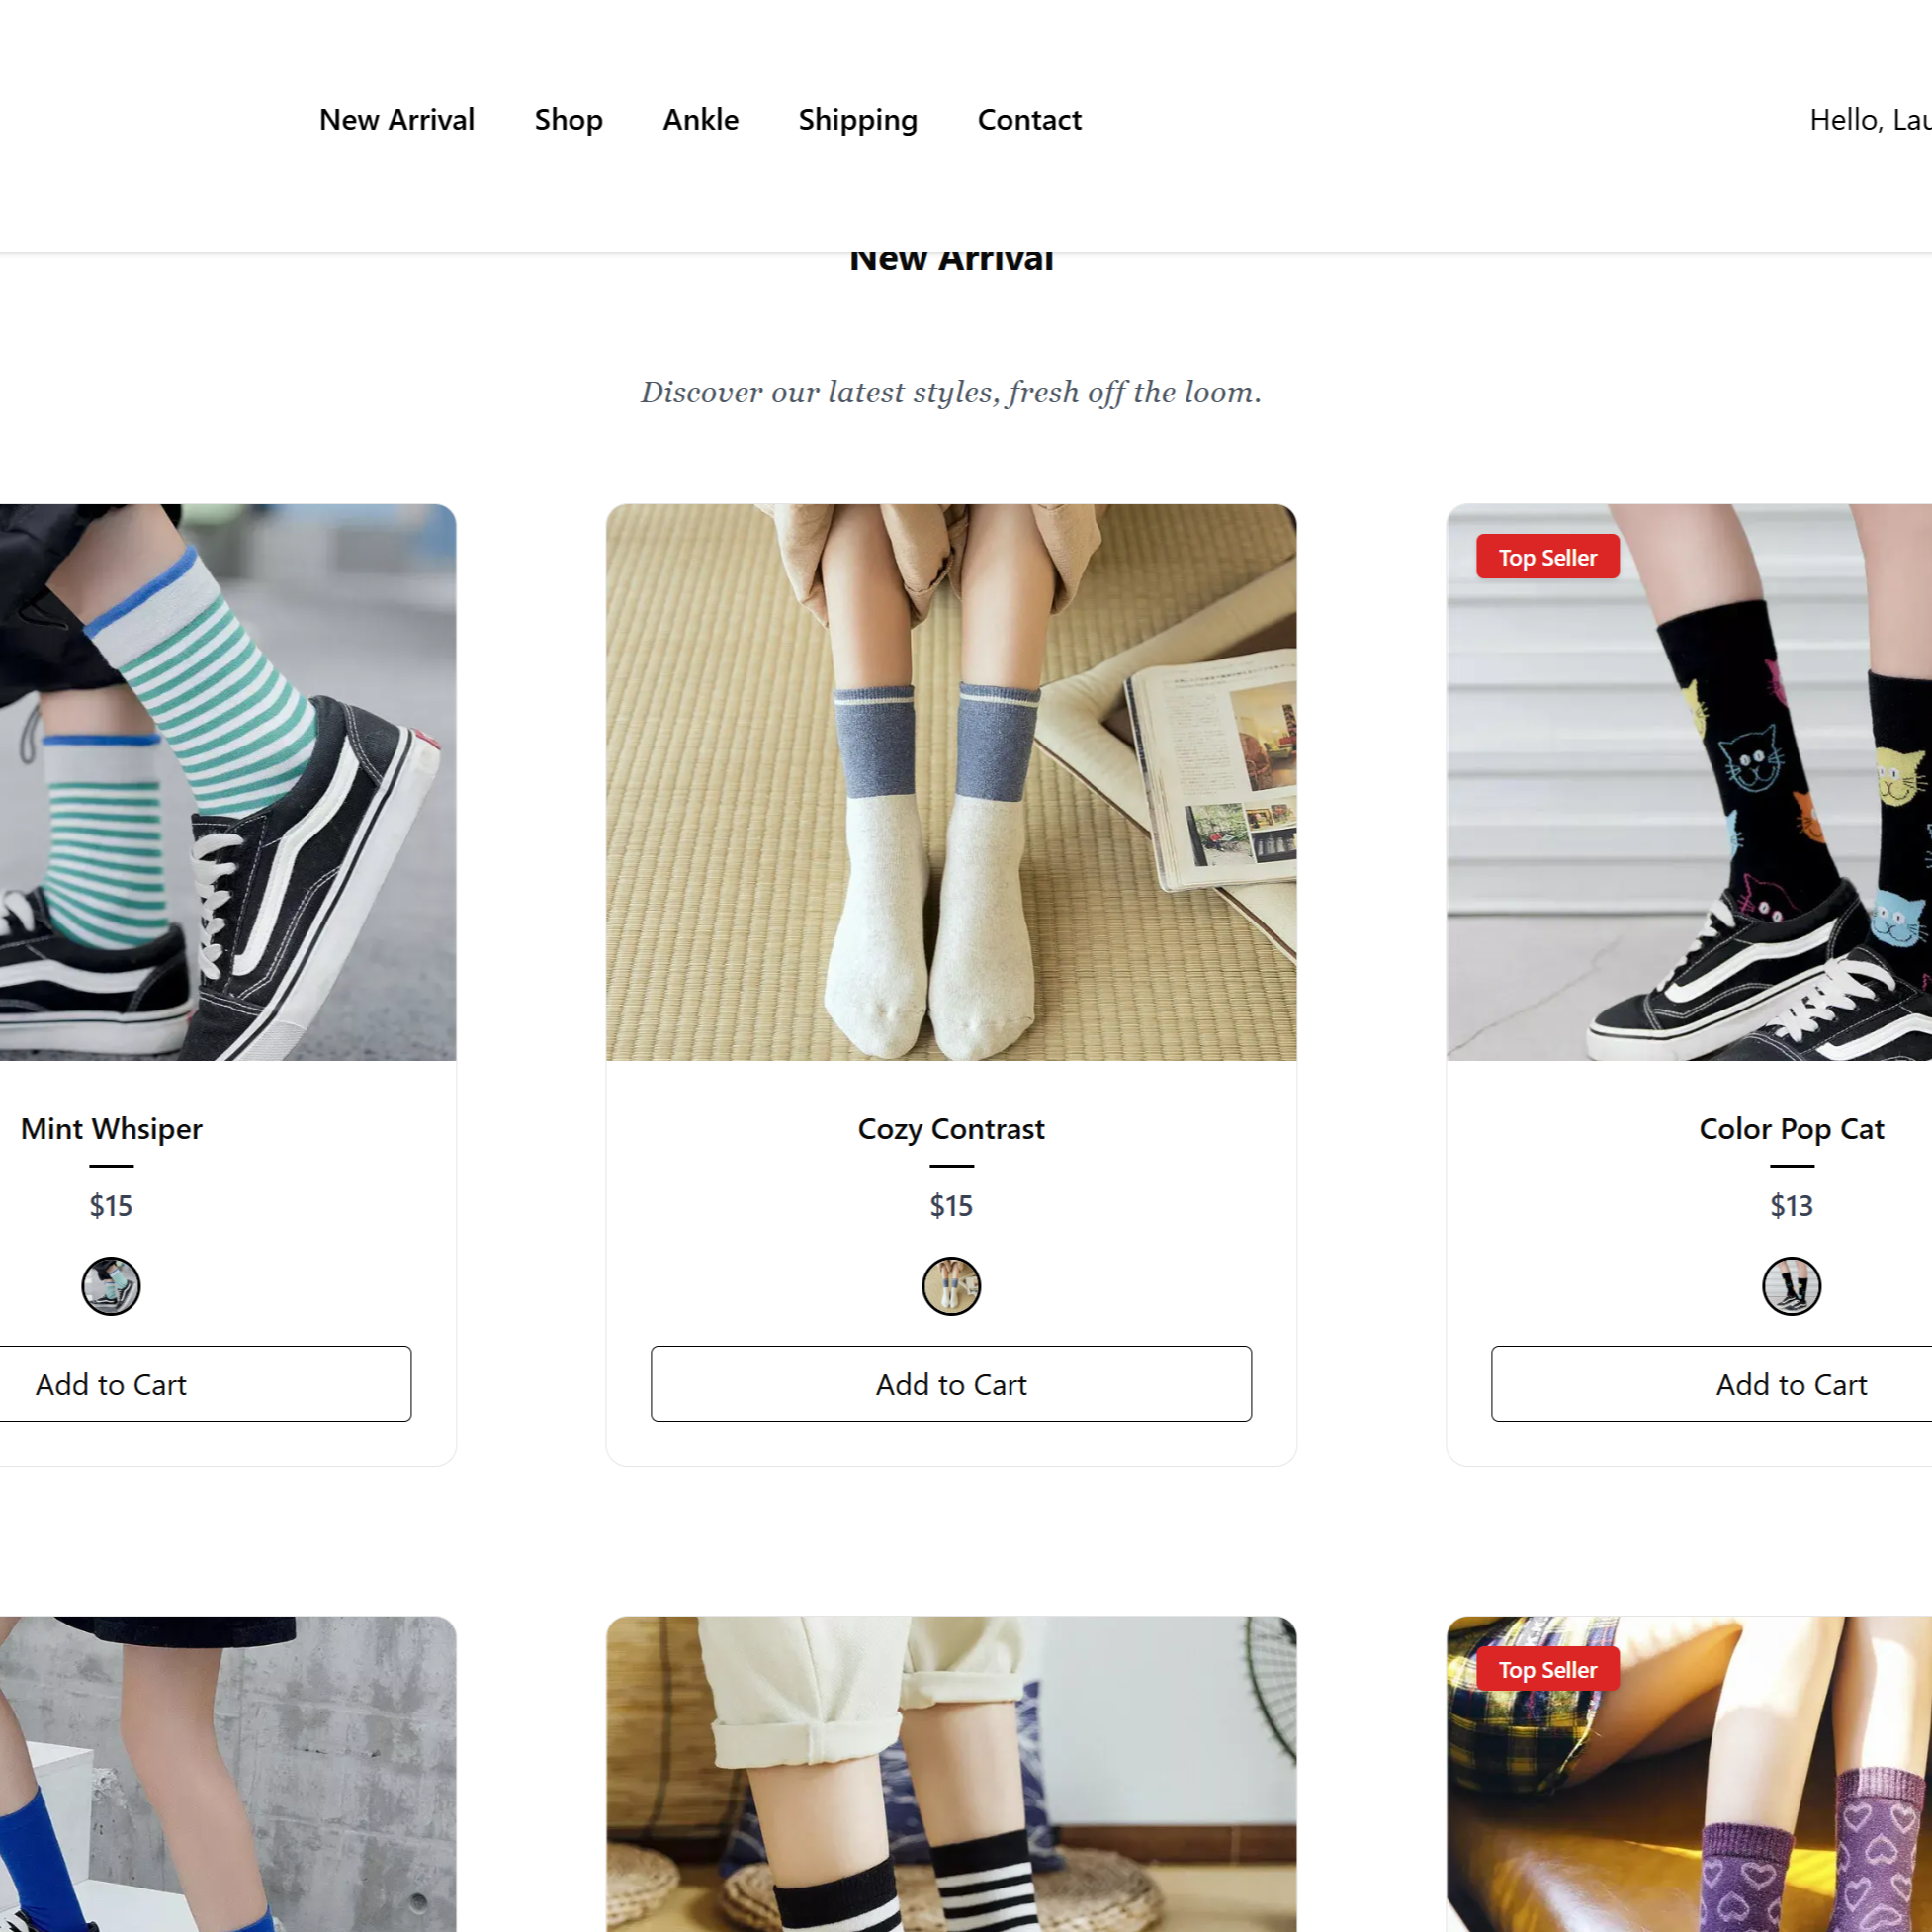 New Arrival Shop Ankle Shipping Contact Hello, Lau
New Arrival
Discover our latest styles, fresh off the loom.
Top Seller
Mint Whsiper
$15
Add to Cart
Cozy Contrast
$15
Add to Cart
Color Pop Cat
$13
Add to Cart
Top Seller